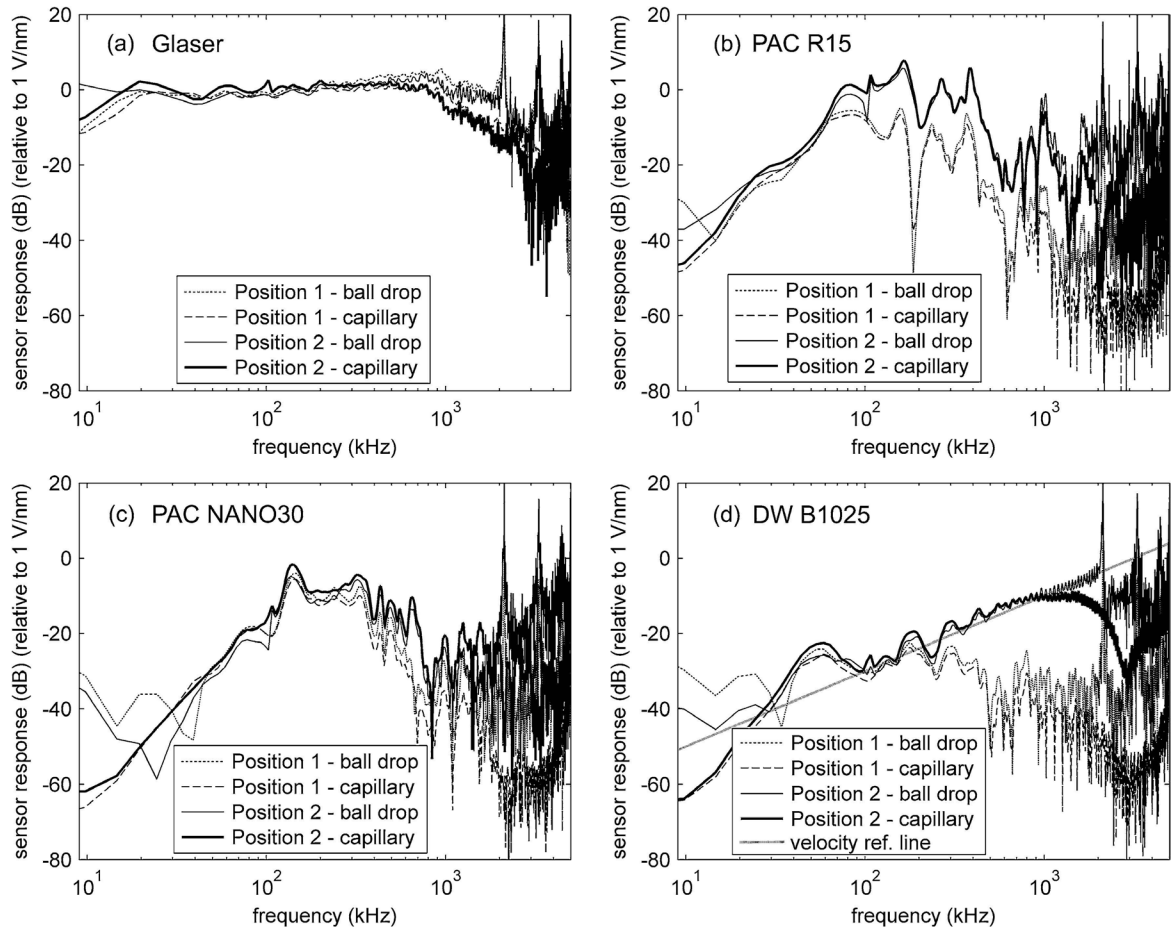 (a) Glaser
sensor response (dB) (relative to 1 V/nm)
20
0
-20
-40
-60
-80
Position 1 - ball drop
Position 1 - capillary
Position 2 - ball drop
Position 2 - capillary
10^1 10^2 10^3
frequency (kHz)
(b) PAC R15
sensor response (dB) (relative to 1 V/nm)
20
0
-20
-40
-60
-80
Position 1 - ball drop
Position 1 - capillary
Position 2 - ball drop
Position 2 - capillary
10^1 10^2 10^3
frequency (kHz)
(c) PAC NANO30
sensor response (dB) (relative to 1 V/nm)
20
0
-20
-40
-60
-80
Position 1 - ball drop
Position 1 - capillary
Position 2 - ball drop
Position 2 - capillary
10^1 10^2 10^3
frequency (kHz)
(d) DW B1025
sensor response (dB) (relative to 1 V/nm)
20
0
-20
-40
-60
-80
Position 1 - ball drop
Position 1 - capillary
Position 2 - ball drop
Position 2 - capillary
velocity ref. line
10^1 10^2 10^3
frequency (kHz)